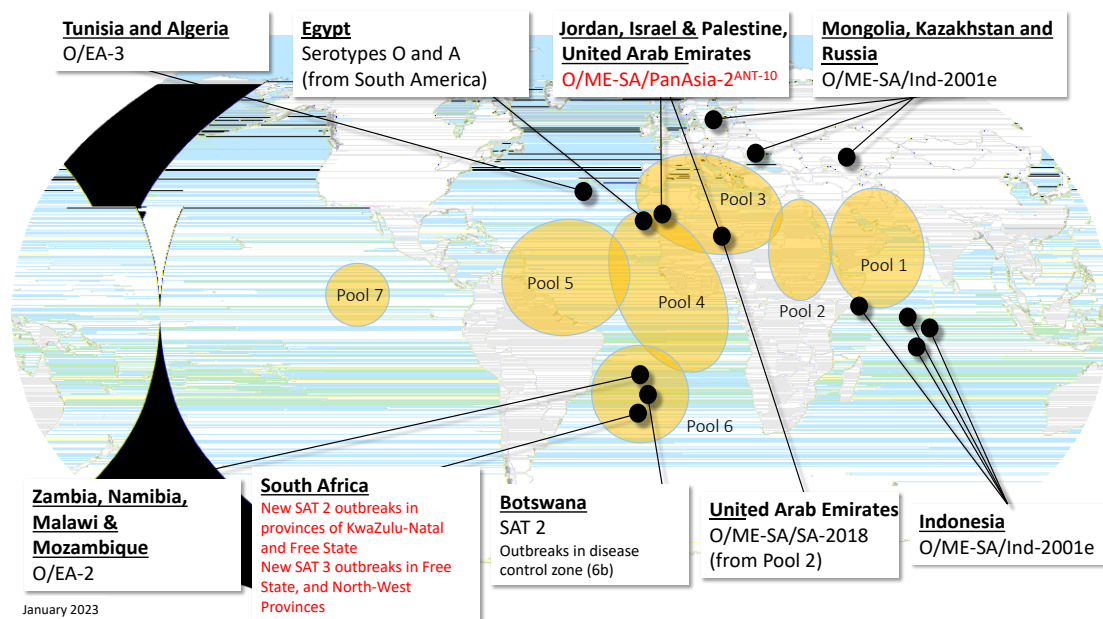 Tunisia and Algeria
O/EA-3
Egypt
Serotypes O and A
(from South America)
Jordan, Israel & Palestine,
United Arab Emirates
O/ME-SA/PanAsia-2ANT-10
Mongolia, Kazakhstan and
Russia
O/ME-SA/Ind-2001e
Pool 3
Pool 1
Pool 7
Pool 5
Pool 4
Pool 2
Pool 6
Zambia, Namibia,
Malawi &
Mozambique
O/EA-2
South Africa
New SAT 2 outbreaks in
provinces of KwaZulu-Natal
and Free State
New SAT 3 outbreaks in Free
State, and North-West
Provinces
Botswana
SAT 2
Outbreaks in disease
control zone (6b)
United Arab Emirates
O/ME-SA/SA-2018
(from Pool 2)
Indonesia
O/ME-SA/Ind-2001e
January 2023